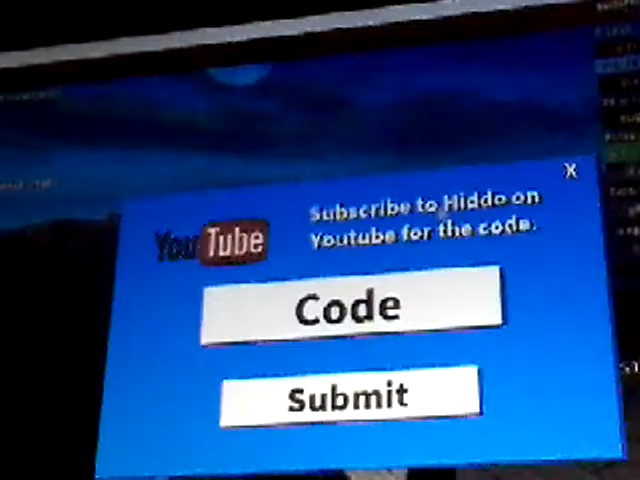 X
Subscribe to Hiddo on
Youtube for the code.
YouTube
Code
Submit